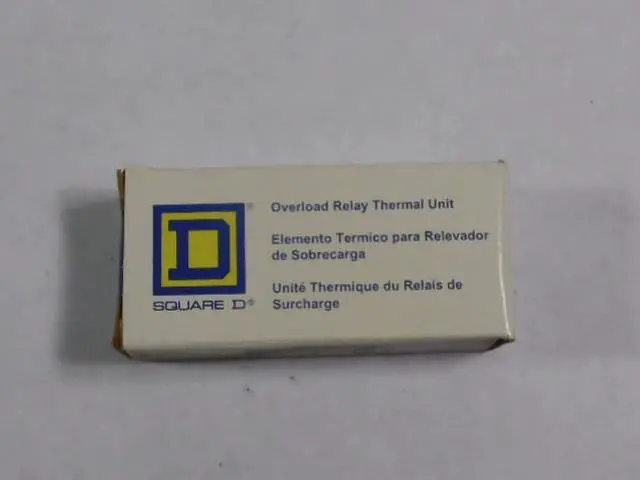 D
®
SQUARE D®
Overload Relay Thermal Unit
Elemento Termico para Relevador
de Sobrecarga
Unité Thermique du Relais de
Surcharge